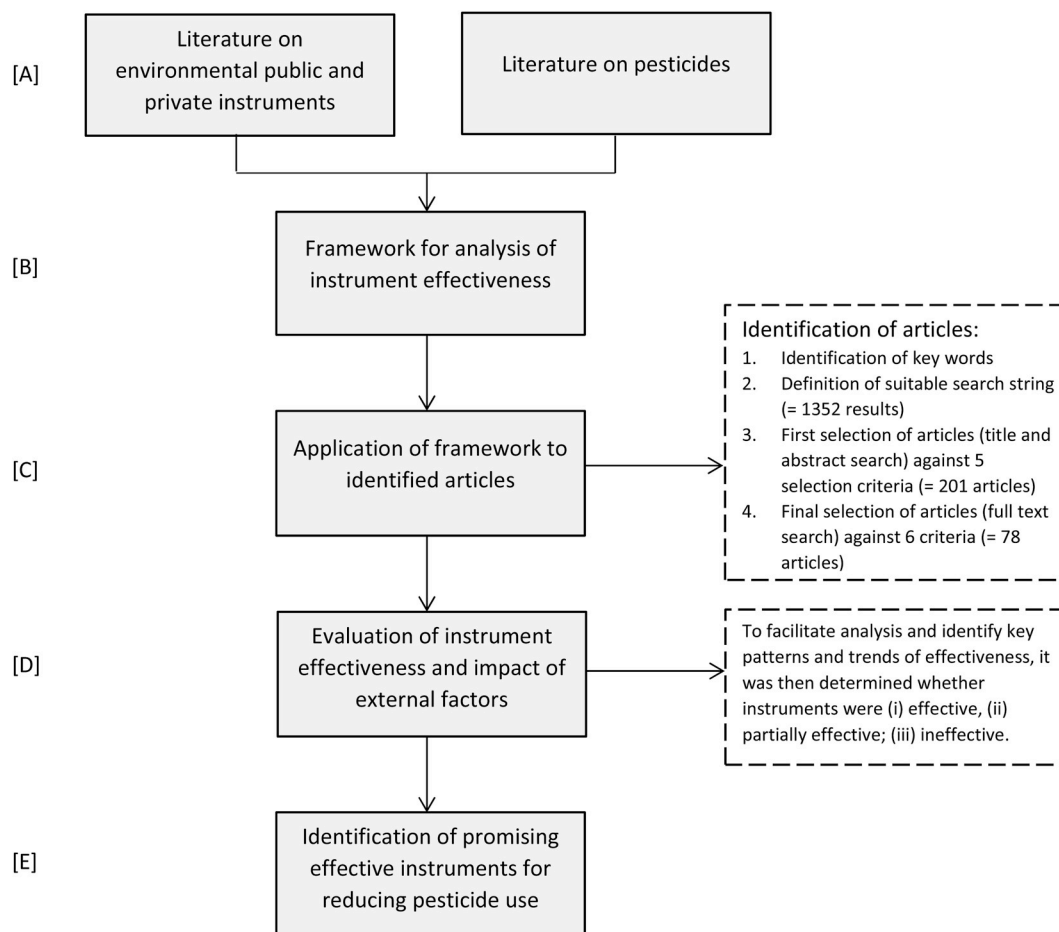 [A]
Literature on
environmental public and
private instruments
Literature on pesticides
[B]
Framework for analysis of
instrument effectiveness
[C]
Application of framework to
identified articles
Identification of articles:
1. Identification of key words
2. Definition of suitable search string
(= 1352 results)
3. First selection of articles (title and
abstract search) against 5
selection criteria (= 201 articles)
4. Final selection of articles (full text
search) against 6 criteria (= 78
articles)
[D]
Evaluation of instrument
effectiveness and impact of
external factors
To facilitate analysis and identify key
patterns and trends of effectiveness, it
was then determined whether
instruments were (i) effective, (ii)
partially effective; (iii) ineffective.
[E]
Identification of promising
effective instruments for
reducing pesticide use